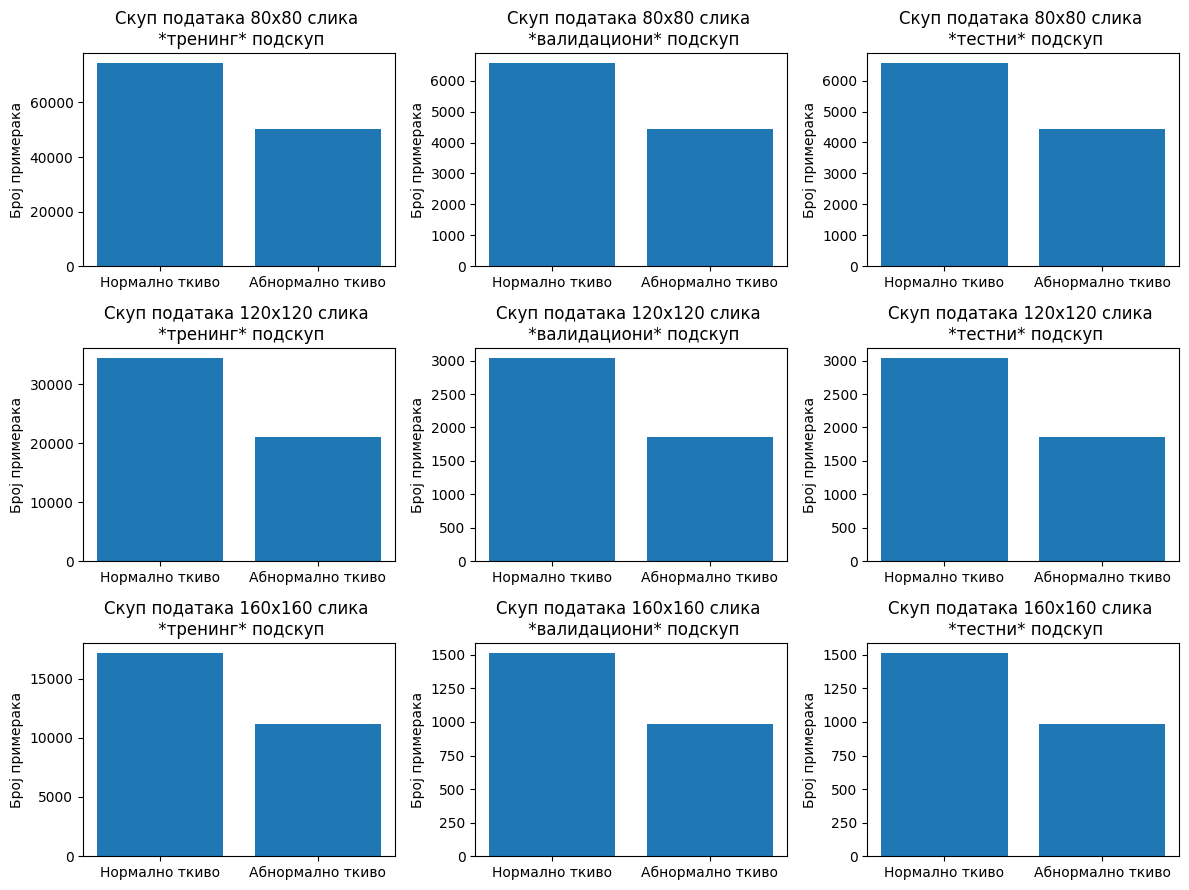 Скуп података 80x80 слика
*тренинг* подскуп
Број примерака
60000
40000
20000
0
Нормално ткиво
Абнормално ткиво
Скуп података 80x80 слика
*валидациони* подскуп
Број примерака
6000
5000
4000
3000
2000
1000
0
Нормално ткиво
Абнормално ткиво
Скуп података 80x80 слика
*тестни* подскуп
Број примерака
6000
5000
4000
3000
2000
1000
0
Нормално ткиво
Абнормално ткиво
Скуп података 120x120 слика
*тренинг* подскуп
Број примерака
30000
20000
10000
0
Нормално ткиво
Абнормално ткиво
Скуп података 120x120 слика
*валидациони* подскуп
Број примерака
3000
2500
2000
1500
1000
500
0
Нормално ткиво
Абнормално ткиво
Скуп података 120x120 слика
*тестни* подскуп
Број примерака
3000
2500
2000
1500
1000
500
0
Нормално ткиво
Абнормално ткиво
Скуп података 160x160 слика
*тренинг* подскуп
Број примерака
15000
10000
5000
0
Нормално ткиво
Абнормално ткиво
Скуп података 160x160 слика
*валидациони* подскуп
Број примерака
1500
1250
1000
750
500
250
0
Нормално ткиво
Абнормално ткиво
Скуп података 160x160 слика
*тестни* подскуп
Број примерака
1500
1250
1000
750
500
250
0
Нормално ткиво
Абнормално ткиво